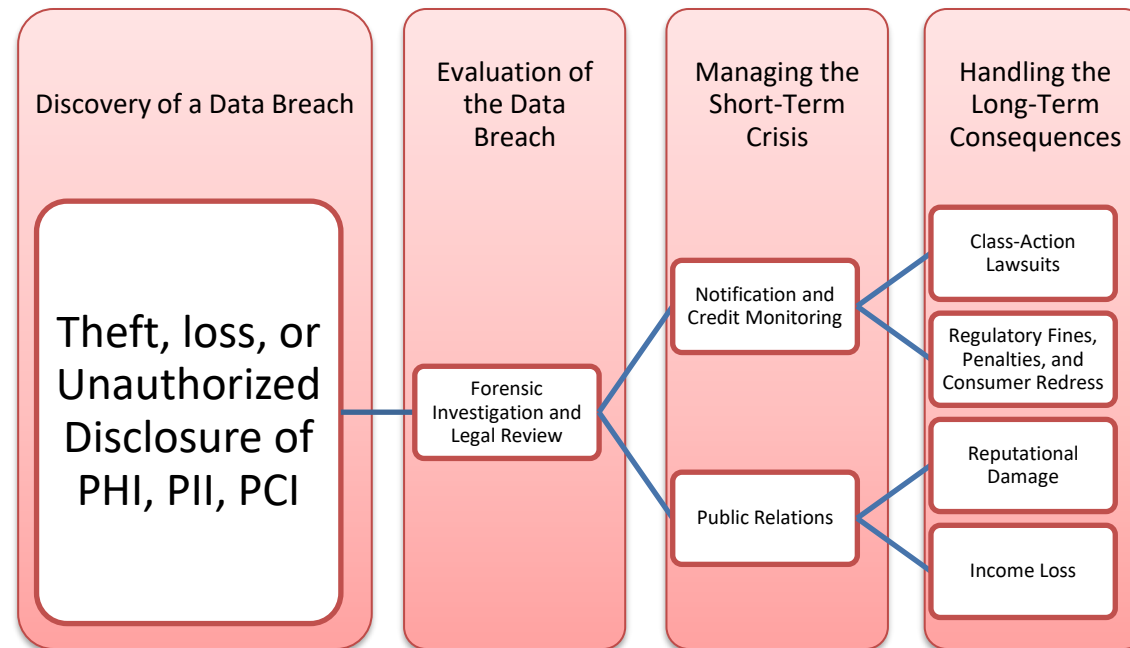 Discovery of a Data Breach
Theft, loss, or
Unauthorized
Disclosure of
PHI, PII, PCI
Evaluation of
the Data
Breach
Forensic
Investigation and
Legal Review
Managing the
Short-Term
Crisis
Notification and
Credit Monitoring
Public Relations
Handling the
Long-Term
Consequences
Class-Action
Lawsuits
Regulatory Fines,
Penalties, and
Consumer Redress
Reputational
Damage
Income Loss